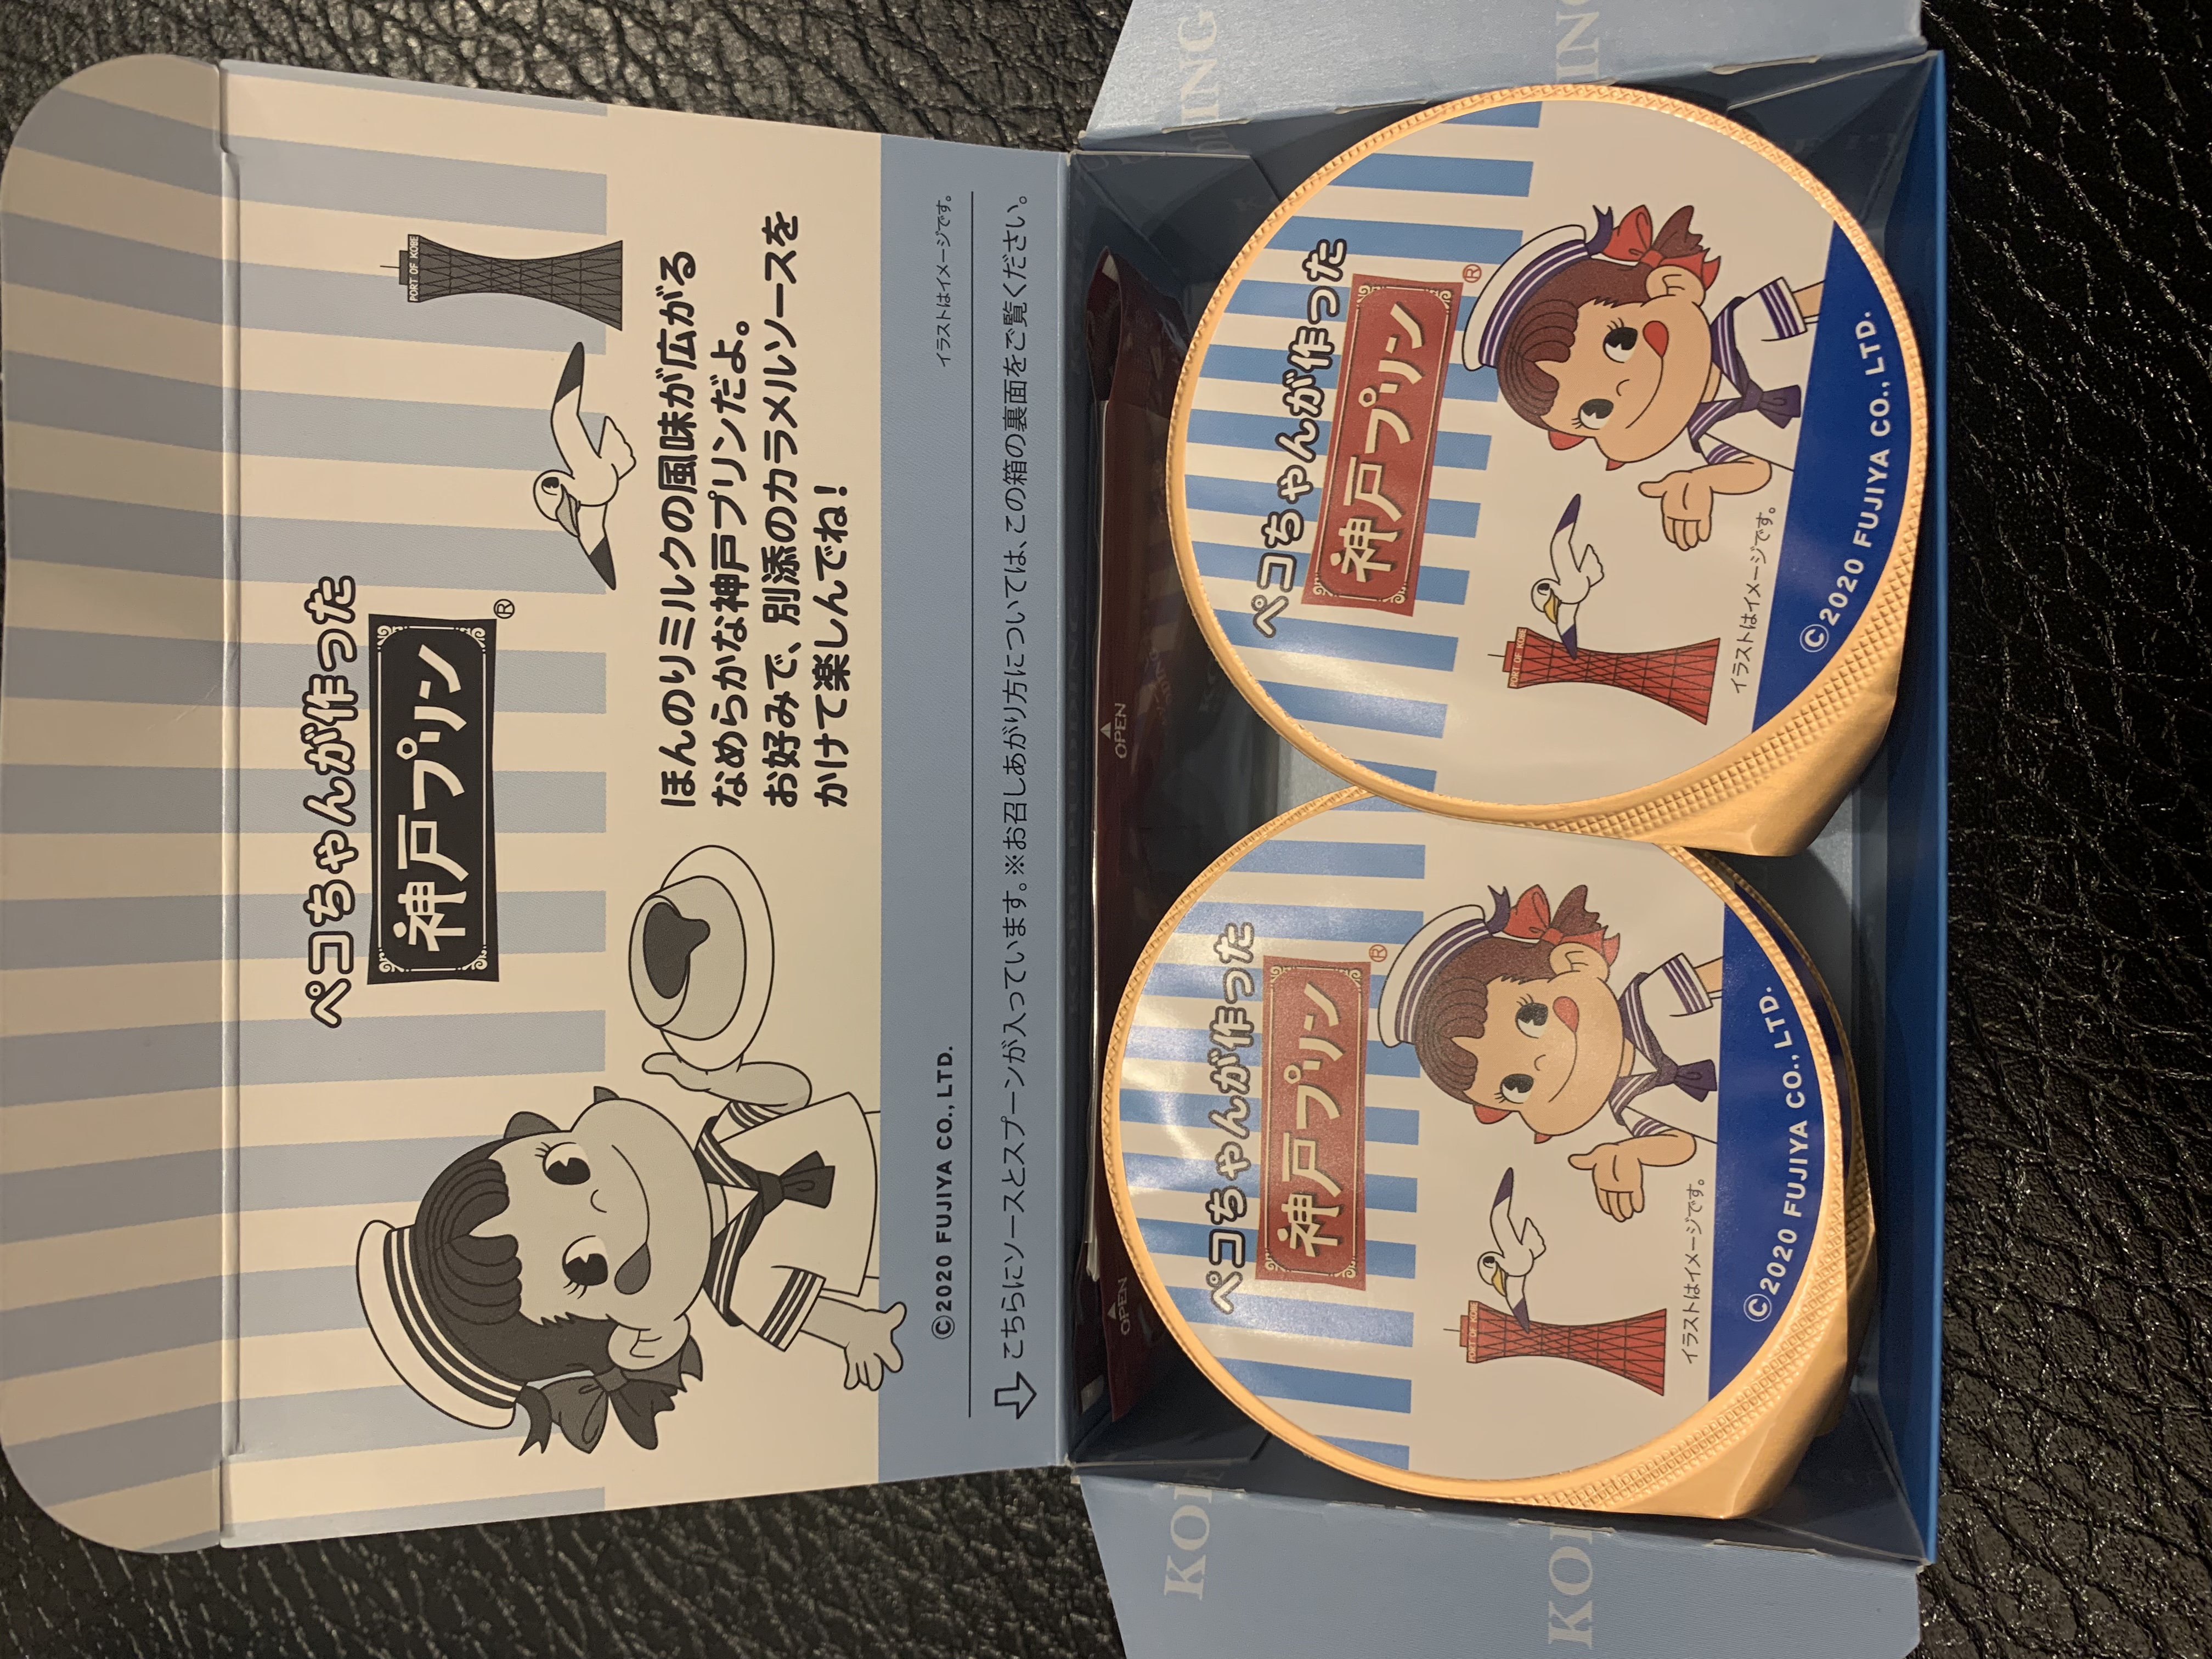 ペコちゃんが作った
神戸プリン®
PORT OF KOBE
ほんのりミルクの風味が広がる
なめらかな神戸プリンだよ。
お好みで、別添のカラメルソースを
かけて楽しんでね!
©2020 FUJIYA CO., LTD.
イラストはイメージです。
こちらにソースとスプーンが入っています。※お召しあがり方については、この箱の裏面をご覧ください。
OPEN
OPEN
ペコちゃんが作った
神戸プリン®
PORT OF KOBE
イラストはイメージです。
©2020 FUJIYA CO., LTD.
ペコちゃんが作った
神戸プリン®
PORT OF KOBE
イラストはイメージです。
©2020 FUJIYA CO., LTD.